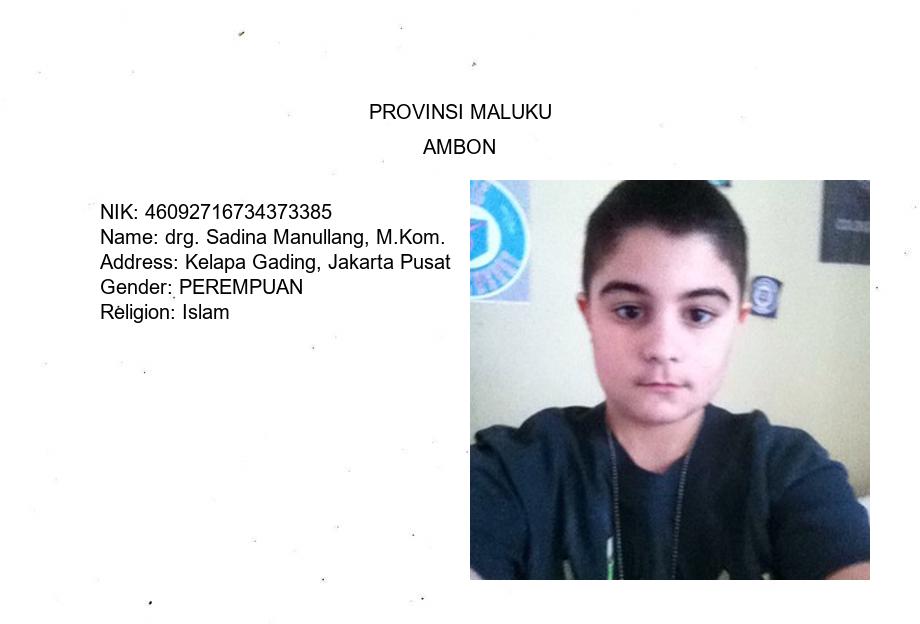 PROVINSI MALUKU
AMBON
NIK: 46092716734373385
Name: drg. Sadina Manullang, M.Kom.
Address: Kelapa Gading, Jakarta Pusat
Gender: PEREMPUAN
Religion: Islam